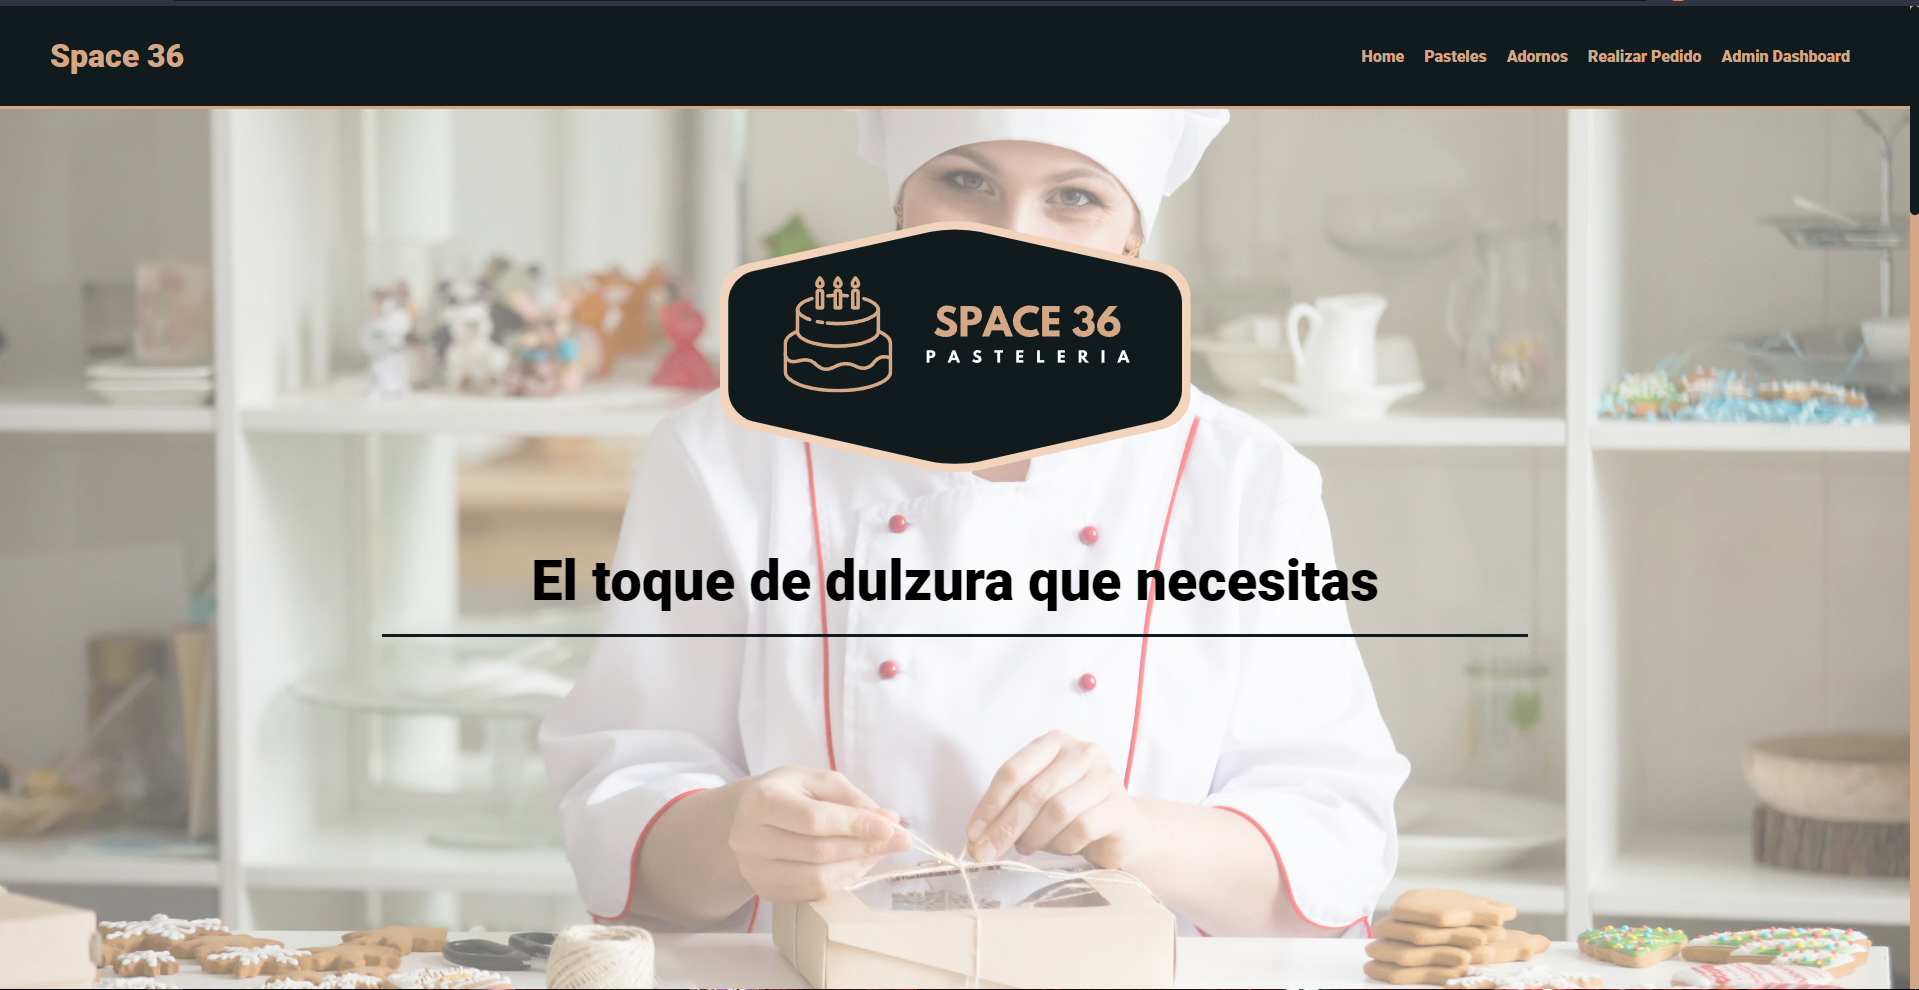 Space 36
Home Pasteles Adornos Realizar Pedido Admin Dashboard
SPACE 36
PASTELERIA
El toque de dulzura que necesitas